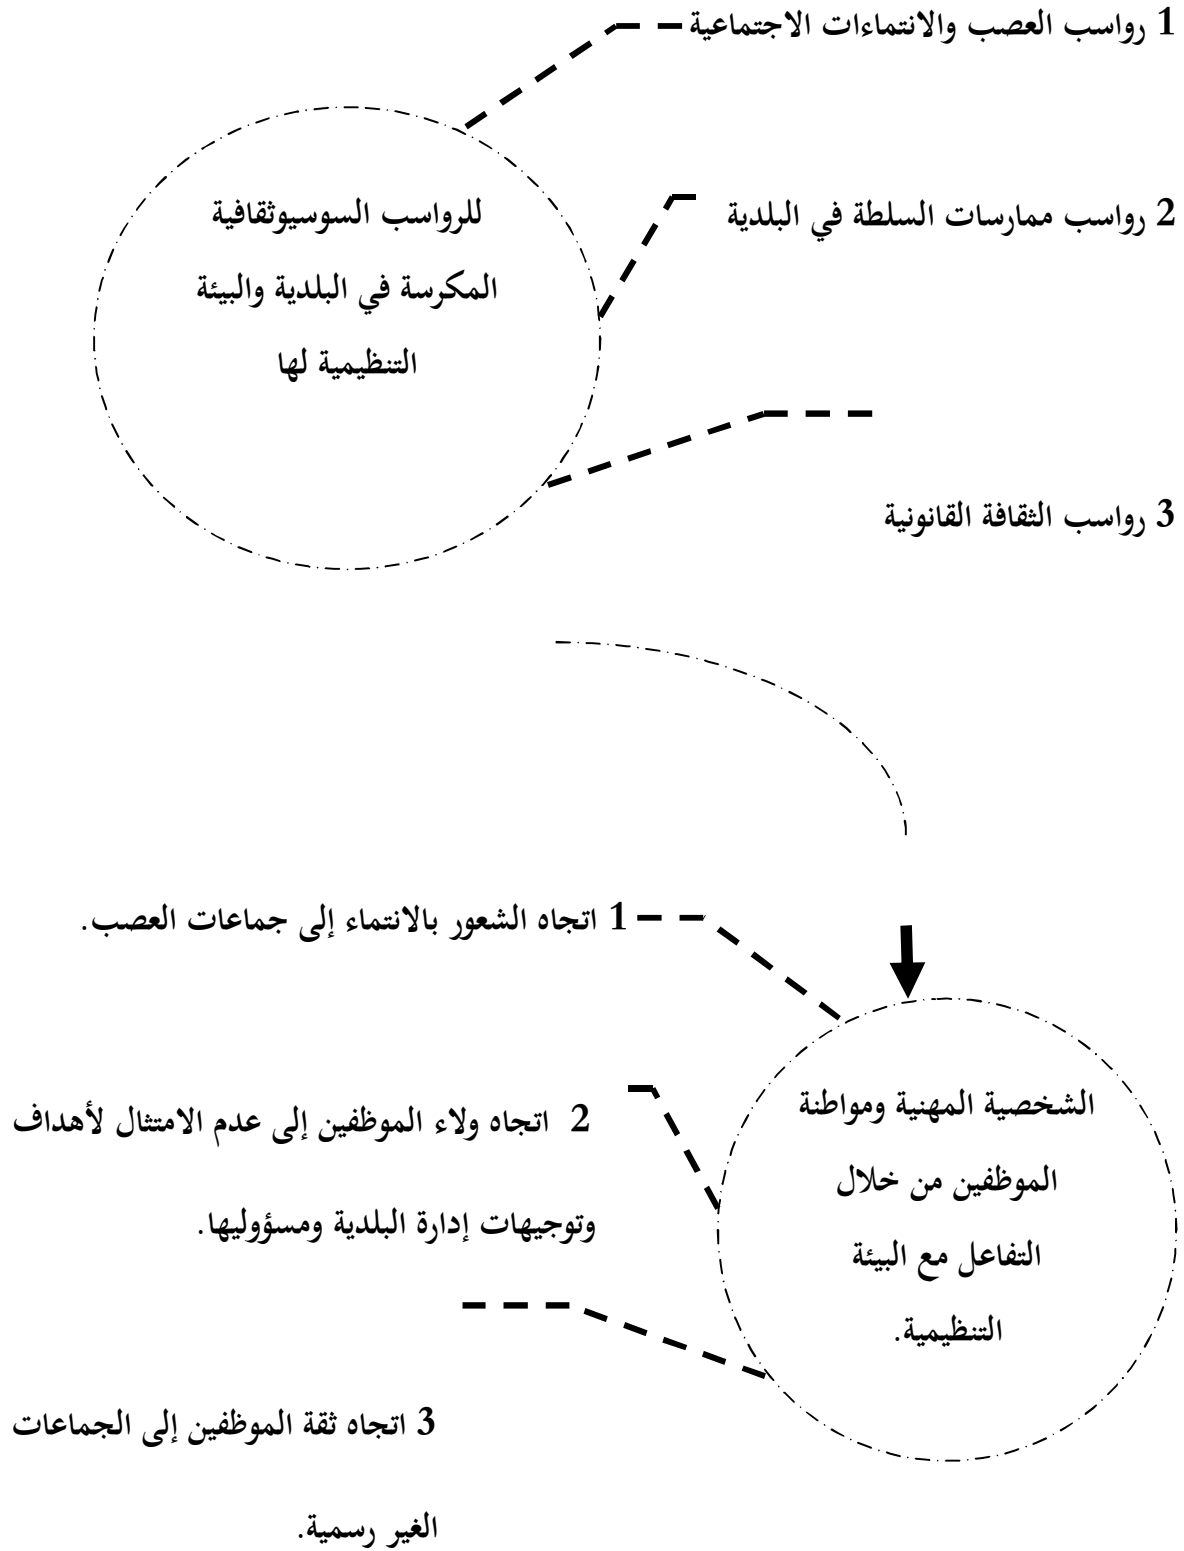 1 رواسب العصب والانتماءات الاجتماعية
2 رواسب ممارسات السلطة في البلدية
3 رواسب الثقافة القانونية
للرواسب السوسيوثقافية
المكرسة في البلدية والبيئة
التنظيمية لها
1 اتجاه الشعور بالانتماء إلى جماعات العصب.
2 اتجاه ولاء الموظفين إلى عدم الامتثال لأهداف
وتوجيهات إدارة البلدية ومسؤوليها.
3 اتجاه ثقة الموظفين إلى الجماعات
الغير رسمية.
الشخصية المهنية ومواطنة
الموظفين من خلال
التفاعل مع البيئة
التنظيمية.